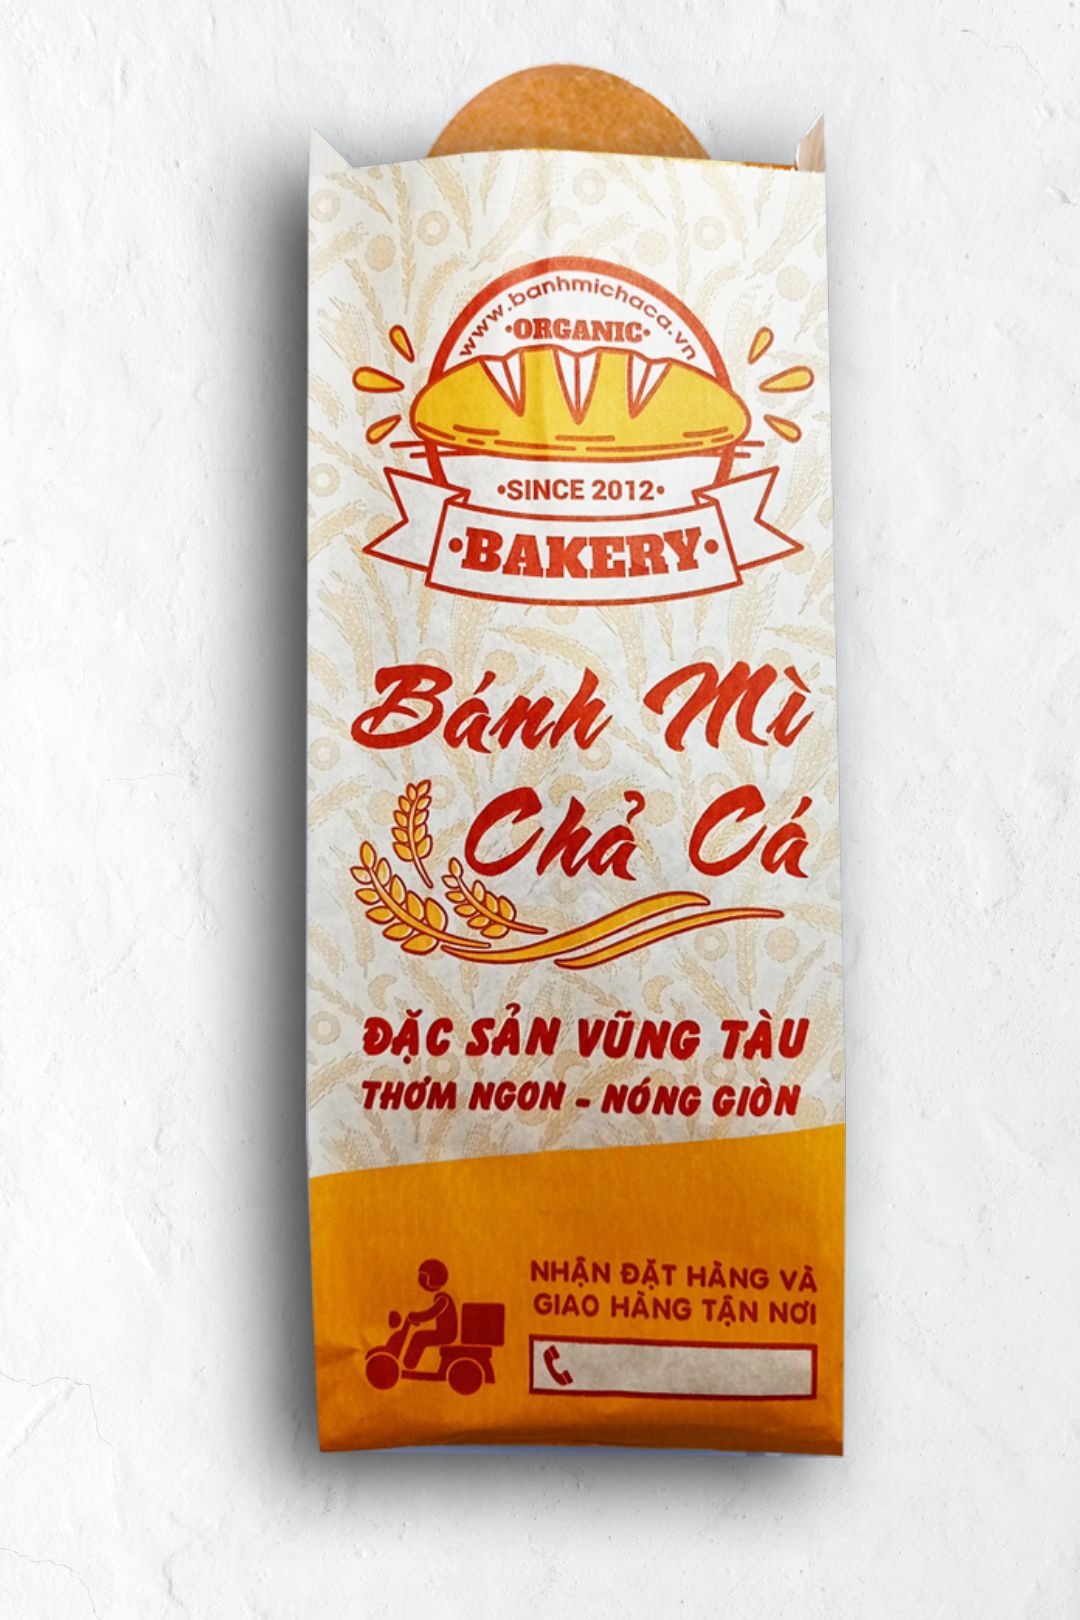 www.banhmichaca.vn
•ORGANIC•
•SINCE 2012•
•BAKERY•
Bánh Mì
Chả Cá
ĐẶC SẢN VŨNG TÀU
THƠM NGON - NÓNG GIÒN
NHẬN ĐẶT HÀNG VÀ
GIAO HÀNG TẬN NƠI